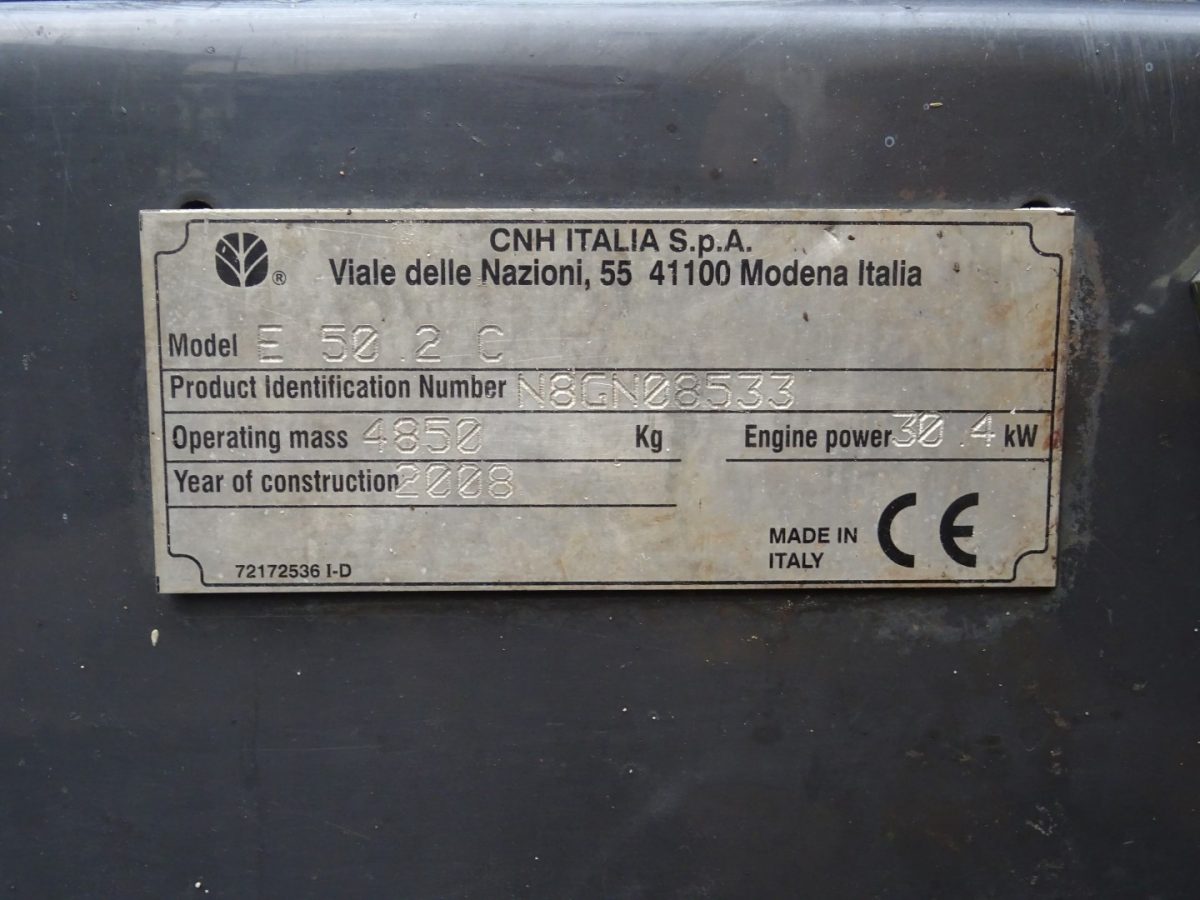 CNH ITALIA S.p.A.
Viale delle Nazioni, 55 41100 Modena Italia
®
Model E 50 .2 C
Product Identification Number N8GN08533
Operating mass 4850 Kg Engine power 30 .4 kW
Year of construction 2008
MADE IN
ITALY
CE
72172536 I-D